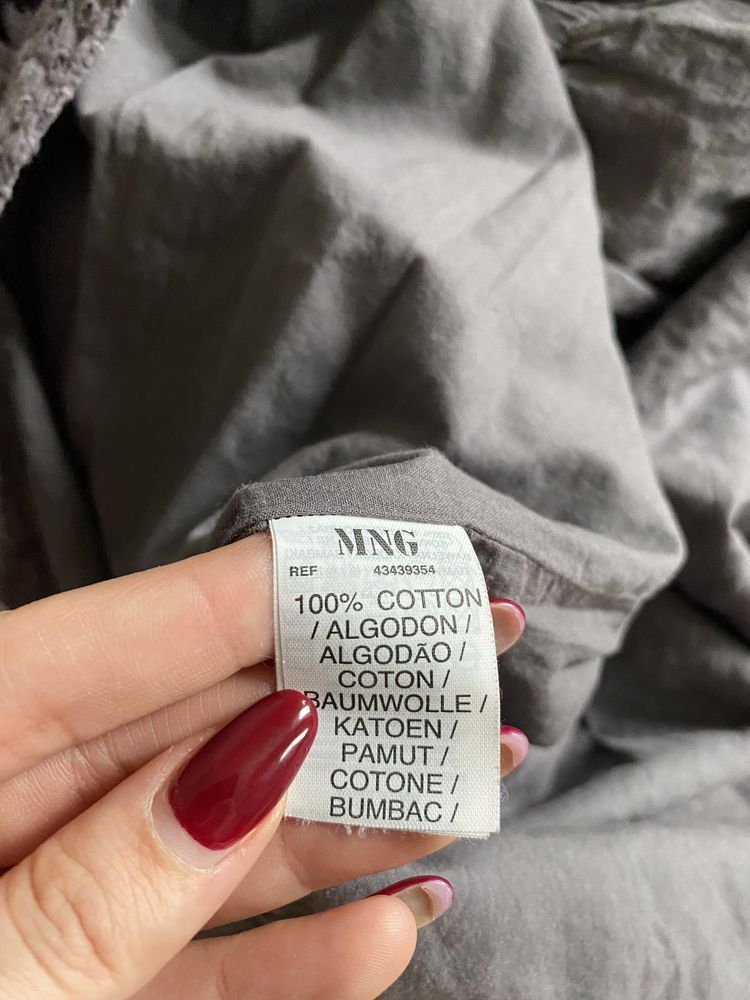 MNG
REF 43439354
100% COTTON
/ ALGODON /
ALGODÃO /
COTON /
BAUMWOLLE /
KATOEN /
PAMUT /
COTONE /
BUMBAC /